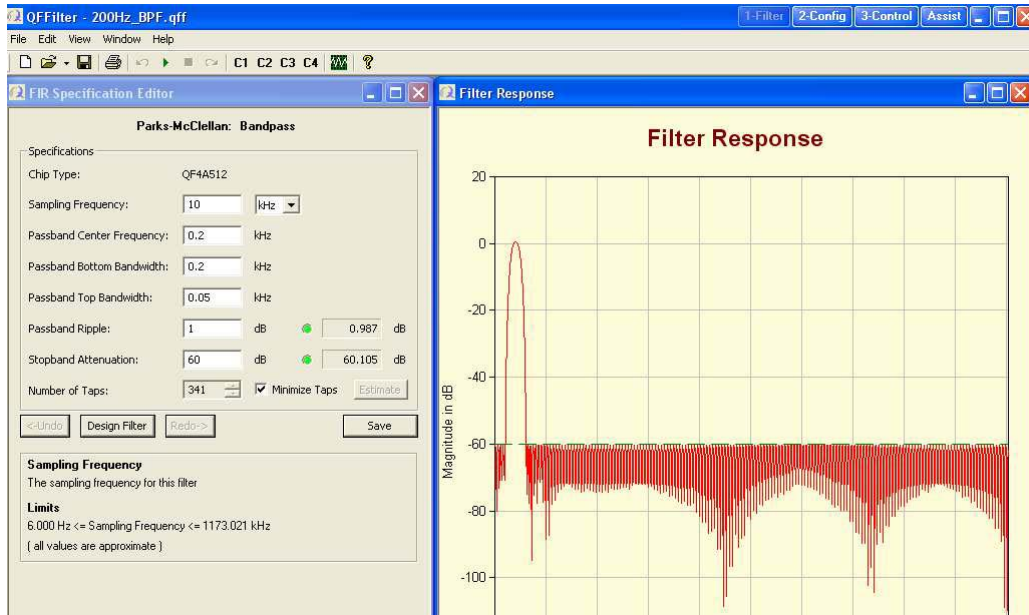 QFFilter - 200Hz_BPF.qff
1-Filter 2-Config 3-Control Assist
File Edit View Window Help
C1 C2 C3 C4 ?
FIR Specification Editor
Parks-McClellan: Bandpass
Specifications
Chip Type: QF4A512
Sampling Frequency: 10 kHz
Passband Center Frequency: 0.2 kHz
Passband Bottom Bandwidth: 0.2 kHz
Passband Top Bandwidth: 0.05 kHz
Passband Ripple: 1 dB 0.987 dB
Stopband Attenuation: 60 dB 60.105 dB
Number of Taps: 341 Minimize Taps Estimate
<-Undo Design Filter Redo-> Save
Sampling Frequency
The sampling frequency for this filter
Limits
6.000 Hz <= Sampling Frequency <= 1173.021 kHz
( all values are approximate )
Filter Response
Filter Response
Magnitude in dB
20
0
-20
-40
-60
-80
-100